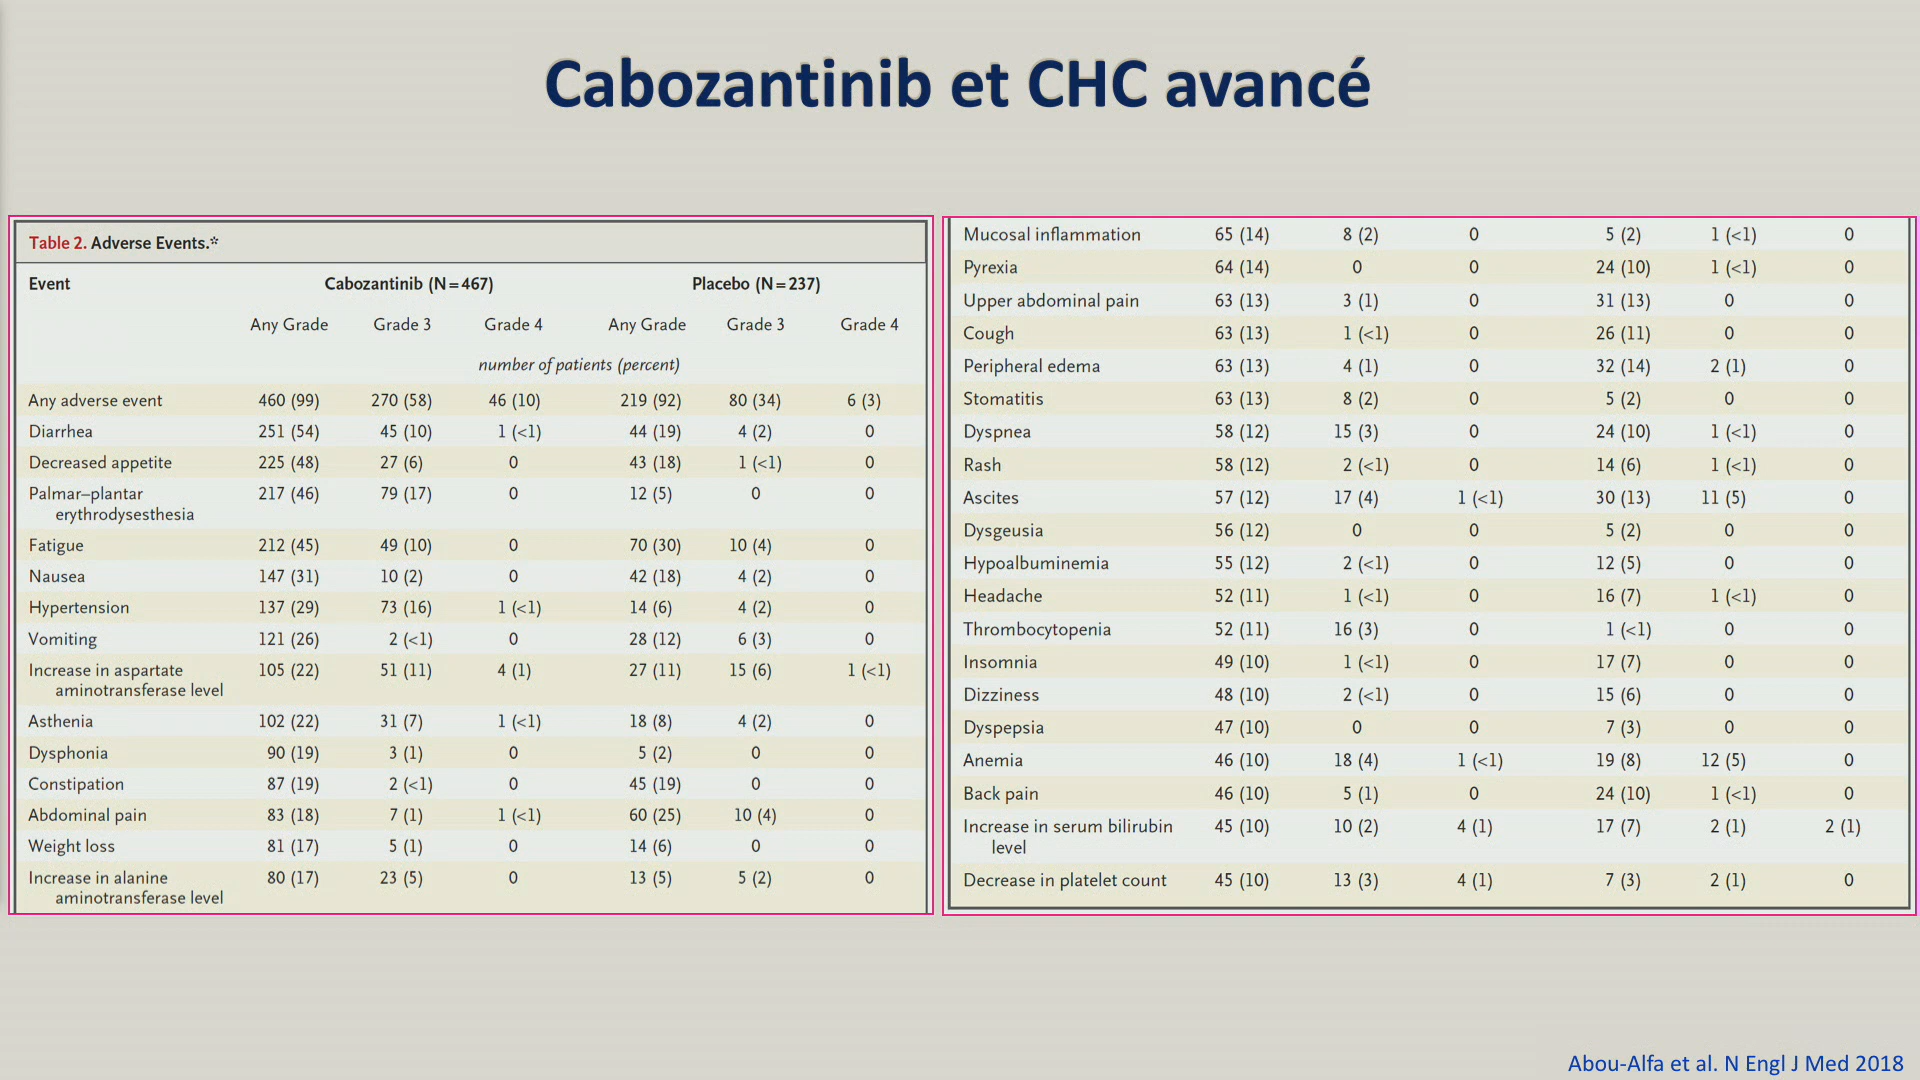 Cabozantinib et CHC avancé
Table 2. Adverse Events.*
Event Cabozantinib (N=467) Placebo (N=237)
Any Grade Grade 3 Grade 4 Any Grade Grade 3 Grade 4
number of patients (percent)
Any adverse event 460 (99) 270 (58) 46 (10) 219 (92) 80 (34) 6 (3)
Diarrhea 251 (54) 45 (10) 1 (<1) 44 (19) 4 (2) 0
Decreased appetite 225 (48) 27 (6) 0 43 (18) 1 (<1) 0
Palmar–plantar 217 (46) 79 (17) 0 12 (5) 0 0
erythrodysesthesia
Fatigue 212 (45) 49 (10) 0 70 (30) 10 (4) 0
Nausea 147 (31) 10 (2) 0 42 (18) 4 (2) 0
Hypertension 137 (29) 73 (16) 1 (<1) 14 (6) 4 (2) 0
Vomiting 121 (26) 2 (<1) 0 28 (12) 6 (3) 0
Increase in aspartate 105 (22) 51 (11) 4 (1) 27 (11) 15 (6) 1 (<1)
aminotransferase level
Asthenia 102 (22) 31 (7) 1 (<1) 18 (8) 4 (2) 0
Dysphonia 90 (19) 3 (1) 0 5 (2) 0 0
Constipation 87 (19) 2 (<1) 0 45 (19) 0 0
Abdominal pain 83 (18) 7 (1) 1 (<1) 60 (25) 10 (4) 0
Weight loss 81 (17) 5 (1) 0 14 (6) 0 0
Increase in alanine 80 (17) 23 (5) 0 13 (5) 5 (2) 0
aminotransferase level
Mucosal inflammation 65 (14) 8 (2) 0 5 (2) 1 (<1) 0
Pyrexia 64 (14) 0 0 24 (10) 1 (<1) 0
Upper abdominal pain 63 (13) 3 (1) 0 31 (13) 0 0
Cough 63 (13) 1 (<1) 0 26 (11) 0 0
Peripheral edema 63 (13) 4 (1) 0 32 (14) 2 (1) 0
Stomatitis 63 (13) 8 (2) 0 5 (2) 0 0
Dyspnea 58 (12) 15 (3) 0 24 (10) 1 (<1) 0
Rash 58 (12) 2 (<1) 0 14 (6) 1 (<1) 0
Ascites 57 (12) 17 (4) 1 (<1) 30 (13) 11 (5) 0
Dysgeusia 56 (12) 0 0 5 (2) 0 0
Hypoalbuminemia 55 (12) 2 (<1) 0 12 (5) 0 0
Headache 52 (11) 1 (<1) 0 16 (7) 1 (<1) 0
Thrombocytopenia 52 (11) 16 (3) 0 1 (<1) 0 0
Insomnia 49 (10) 1 (<1) 0 17 (7) 0 0
Dizziness 48 (10) 2 (<1) 0 15 (6) 0 0
Dyspepsia 47 (10) 0 0 7 (3) 0 0
Anemia 46 (10) 18 (4) 1 (<1) 19 (8) 12 (5) 0
Back pain 46 (10) 5 (1) 0 24 (10) 1 (<1) 0
Increase in serum bilirubin 45 (10) 10 (2) 4 (1) 17 (7) 2 (1) 2 (1)
level
Decrease in platelet count 45 (10) 13 (3) 4 (1) 7 (3) 2 (1) 0
Abou-Alfa et al. N Engl J Med 2018